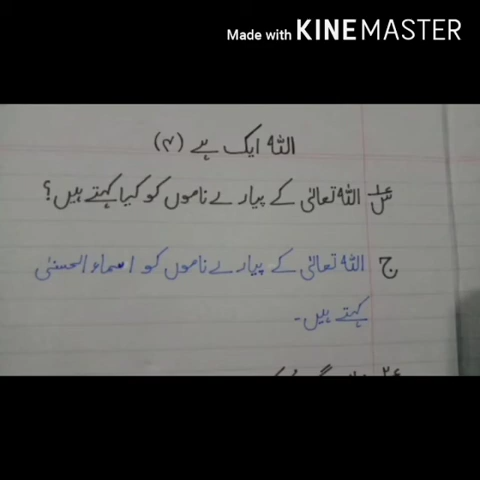 Made with KINEMASTER
اللہ ایک ہے (۴)
س۱ اللہ تعالیٰ کے پیارے ناموں کو کیا کہتے ہیں؟
ج اللہ تعالیٰ کے پیارے ناموں کو اسماء الحسنیٰ
کہتے ہیں۔